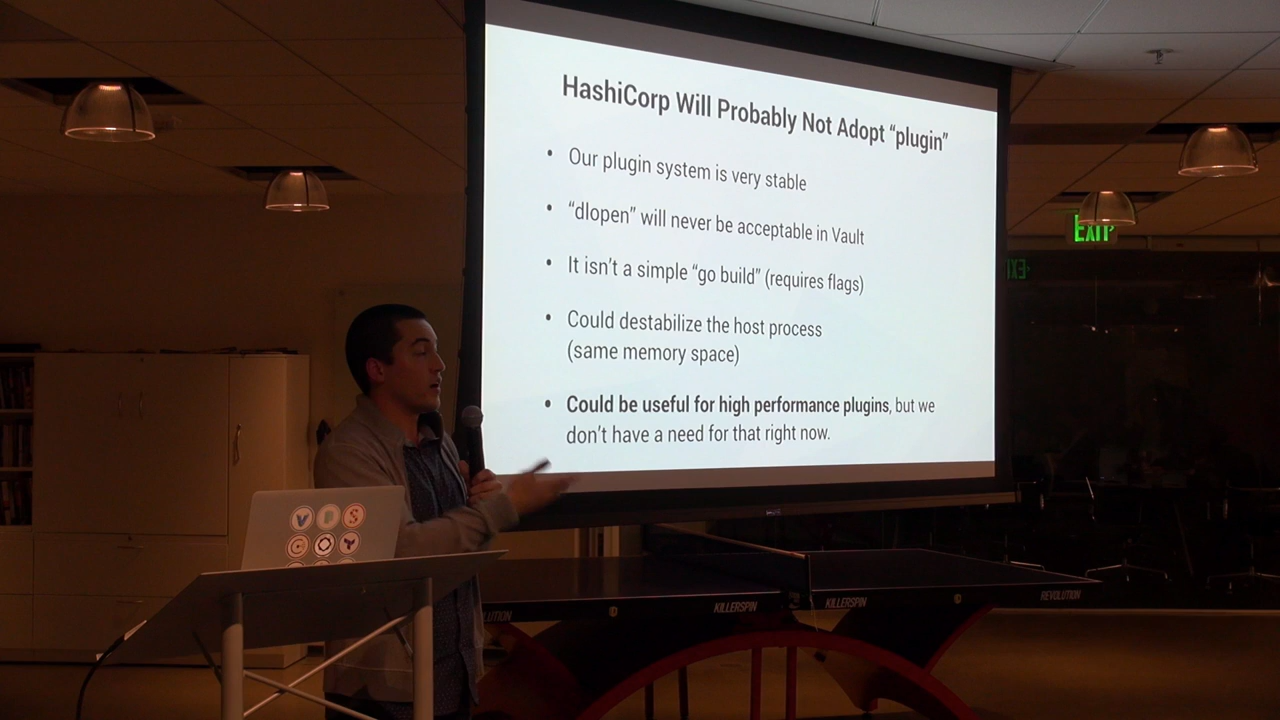 HashiCorp Will Probably Not Adopt “plugin”
• Our plugin system is very stable
• “dlopen” will never be acceptable in Vault
• It isn’t a simple “go build” (requires flags)
• Could destabilize the host process
(same memory space)
• Could be useful for high performance plugins, but we
don’t have a need for that right now.
EXIT
KILLERSPIN
KILLERSPIN
REVOLUTION